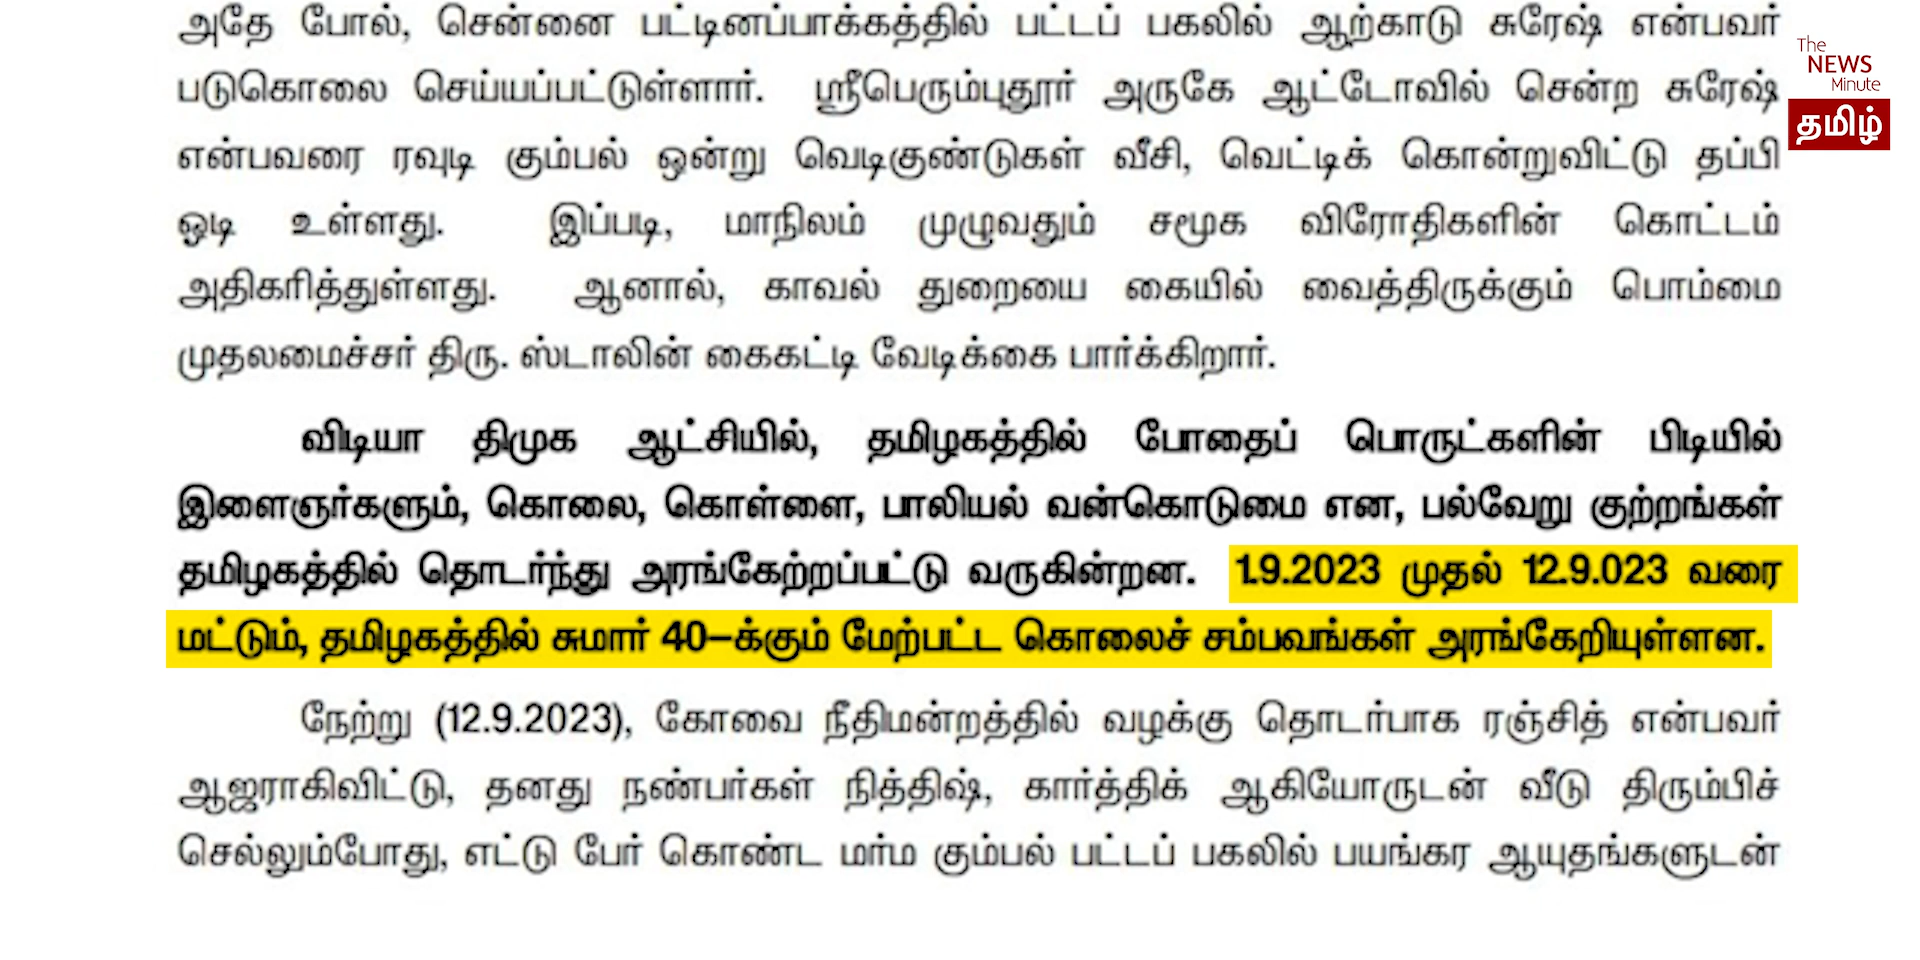 அதே போல், சென்னை பட்டினப்பாக்கத்தில் பட்டப் பகலில் ஆற்காடு சுரேஷ் என்பவர்
படுகொலை செய்யப்பட்டுள்ளார். ஸ்ரீபெரும்புதூர் அருகே ஆட்டோவில் சென்ற சுரேஷ்
என்பவரை ரவுடி கும்பல் ஒன்று வெடிகுண்டுகள் வீசி, வெட்டிக் கொன்றுவிட்டு தப்பி
ஓடி உள்ளது. இப்படி, மாநிலம் முழுவதும் சமூக விரோதிகளின் கொட்டம்
அதிகரித்துள்ளது. ஆனால், காவல் துறையை கையில் வைத்திருக்கும் பொம்மை
முதலமைச்சர் திரு. ஸ்டாலின் கைகட்டி வேடிக்கை பார்க்கிறார்.
விடியா திமுக ஆட்சியில், தமிழகத்தில் போதைப் பொருட்களின் பிடியில்
இளைஞர்களும், கொலை, கொள்ளை, பாலியல் வன்கொடுமை என, பல்வேறு குற்றங்கள்
தமிழகத்தில் தொடர்ந்து அரங்கேற்றப்பட்டு வருகின்றன. 1.9.2023 முதல் 12.9.023 வரை
மட்டும், தமிழகத்தில் சுமார் 40–க்கும் மேற்பட்ட கொலைச் சம்பவங்கள் அரங்கேறியுள்ளன.
நேற்று (12.9.2023), கோவை நீதிமன்றத்தில் வழக்கு தொடர்பாக ரஞ்சித் என்பவர்
ஆஜராகிவிட்டு, தனது நண்பர்கள் நித்திஷ், கார்த்திக் ஆகியோருடன் வீடு திரும்பிச்
செல்லும்போது, எட்டு பேர் கொண்ட மர்ம கும்பல் பட்டப் பகலில் பயங்கர ஆயுதங்களுடன்
The
NEWS
Minute
தமிழ்